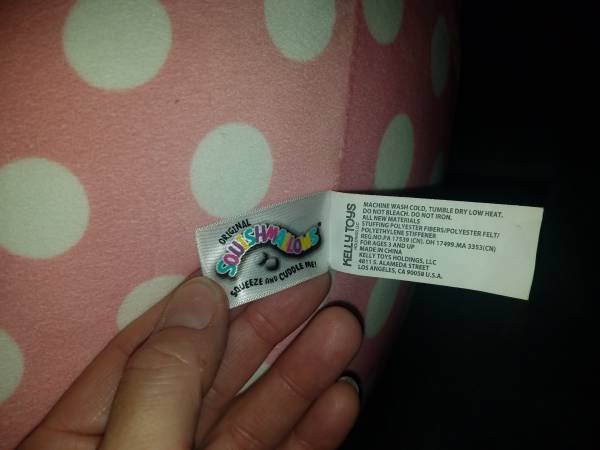 ORIGINAL
SQUISHMALLOWS
SQUEEZE AND CUDDLE ME!
KELLY TOYS
MACHINE WASH COLD, TUMBLE DRY LOW HEAT.
DO NOT BLEACH. DO NOT IRON.
ALL NEW MATERIALS
STUFFING POLYESTER FIBERS/POLYESTER FELT/
POLYETHYLENE STIFFENER
REG.NO.PA 17539 (CN). OH 17499.MA 3353(CN)
FOR AGES 3 AND UP
MADE IN CHINA
KELLY TOYS HOLDINGS, LLC
4811 S. ALAMEDA STREET
LOS ANGELES, CA 90058 U.S.A.